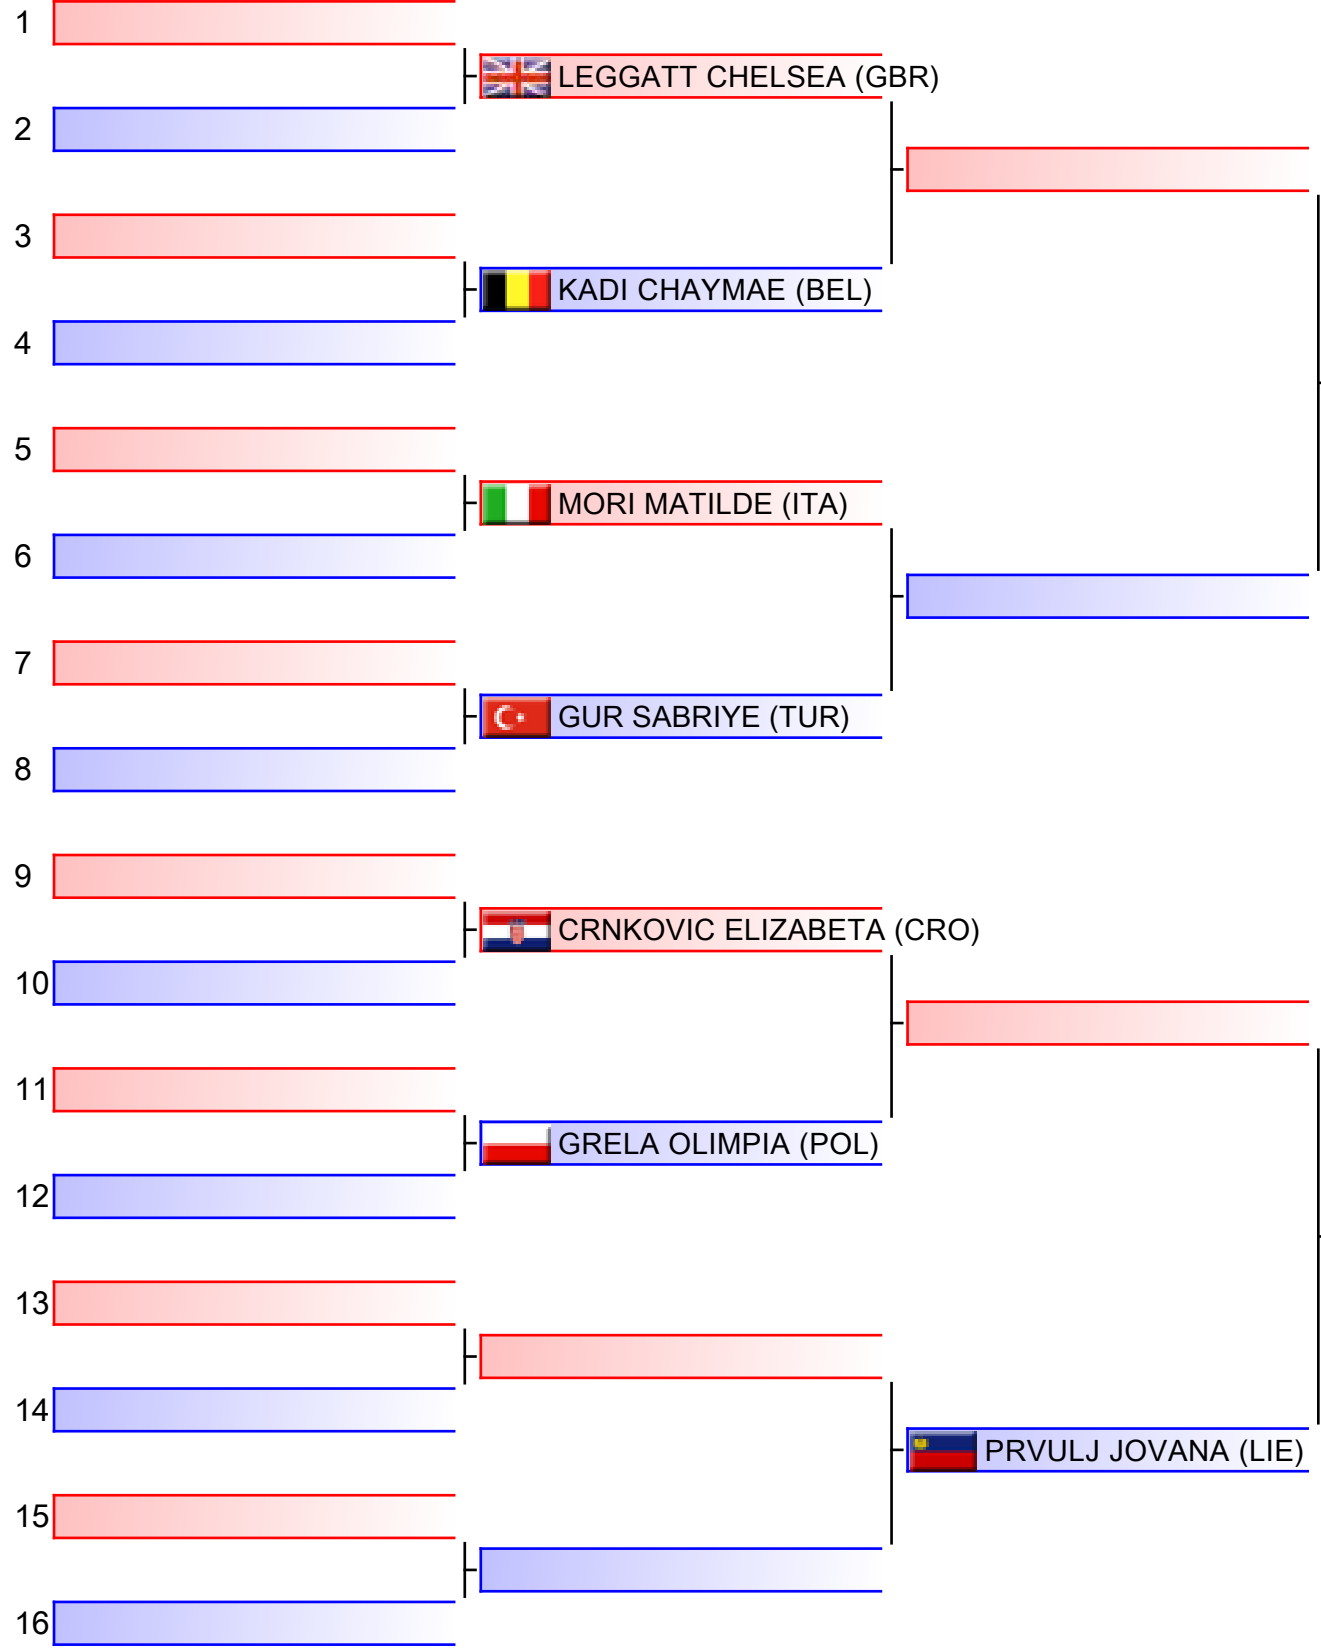 1
LEGGATT CHELSEA (GBR)
2
3
KADI CHAYMAE (BEL)
4
5
MORI MATILDE (ITA)
6
7
GUR SABRIYE (TUR)
8
9
CRNKOVIC ELIZABETA (CRO)
10
11
GRELA OLIMPIA (POL)
12
13
14
PRVULJ JOVANA (LIE)
15
16